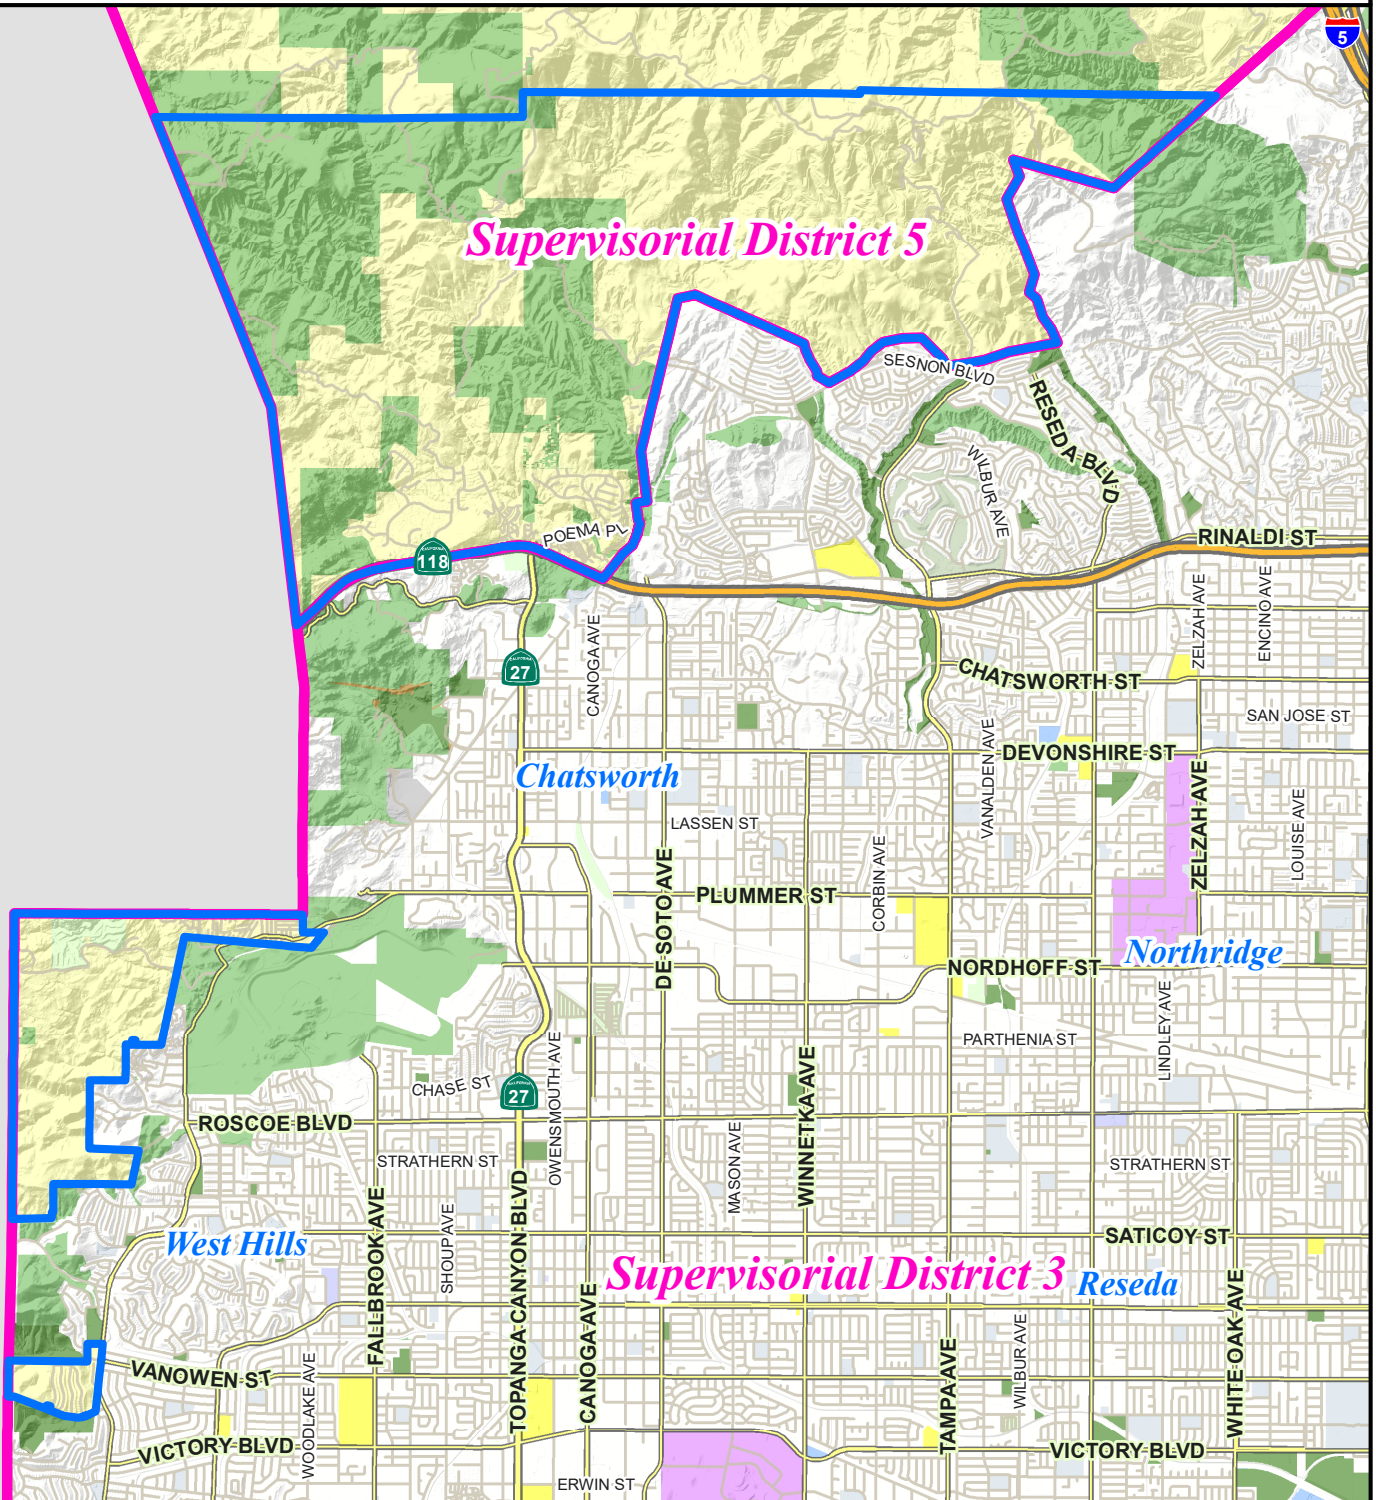 5
Supervisorial District 5
SESNON BLVD
RESEDA BLVD
WILBUR AVE
POEMA PL
CALIFORNIA
118
RINALDI ST
ZELZAH AVE
ENCINO AVE
CANOGA AVE
CALIFORNIA
27
CHATSWORTH ST
SAN JOSE ST
VANALDEN AVE
DEVONSHIRE ST
Chatsworth
ZELZAH AVE
LOUISE AVE
LASSEN ST
DE SOTO AVE
CORBIN AVE
PLUMMER ST
Northridge
NORDHOFF ST
LINDLEY AVE
PARTHENIA ST
OWENSMOUTH AVE
CHASE ST
CALIFORNIA
27
WINNETKA AVE
ROSCOE BLVD
MASON AVE
STRATHERN ST
STRATHERN ST
TOPANGA CANYON BLVD
FALLBROOK AVE
SHOUP AVE
West Hills
SATICOY ST
Supervisorial District 3
Reseda
CANOGA AVE
WHITE OAK AVE
WILBUR AVE
TAMPA AVE
VANOWEN ST
WOODLAKE AVE
VICTORY BLVD
VICTORY BLVD
ERWIN ST